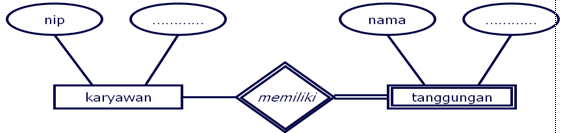 nip
............
nama
............
karyawan
memiliki
tanggungan